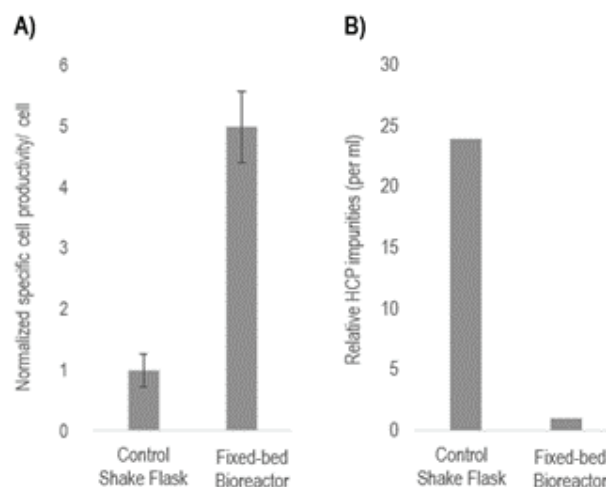 A)
Normalized specific cell productivity/ cell
6
5
4
3
2
1
0
Control
Shake Flask
Fixed-bed
Bioreactor
B)
Relative HCP impurities (per ml)
30
25
20
15
10
5
0
Control
Shake Flask
Fixed-bed
Bioreactor